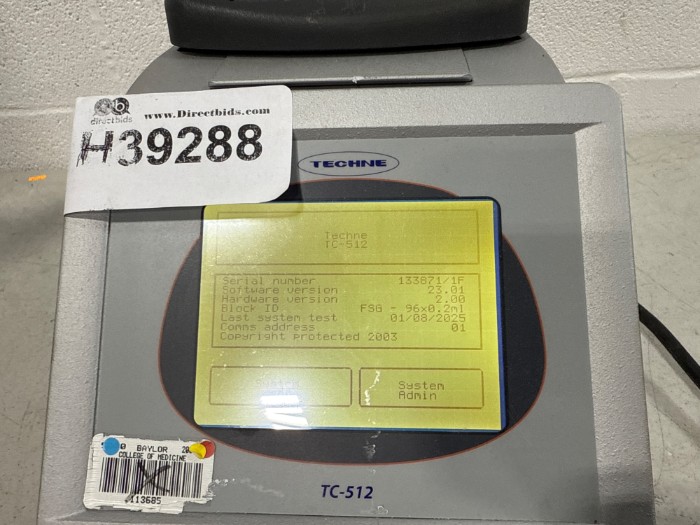 directbids
www.Directbids.com
H39288
TECHNE
Techne
TC-512
Serial number 133871/1F
Software version 23.01
Hardware version 2.00
Block ID FSG - 96x0.2ml
Last system test 01/08/2025
Comms address 01
Copyright protected 2003
System
Admin
BAYLOR
COLLEGE OF MEDICINE
113685
TC-512